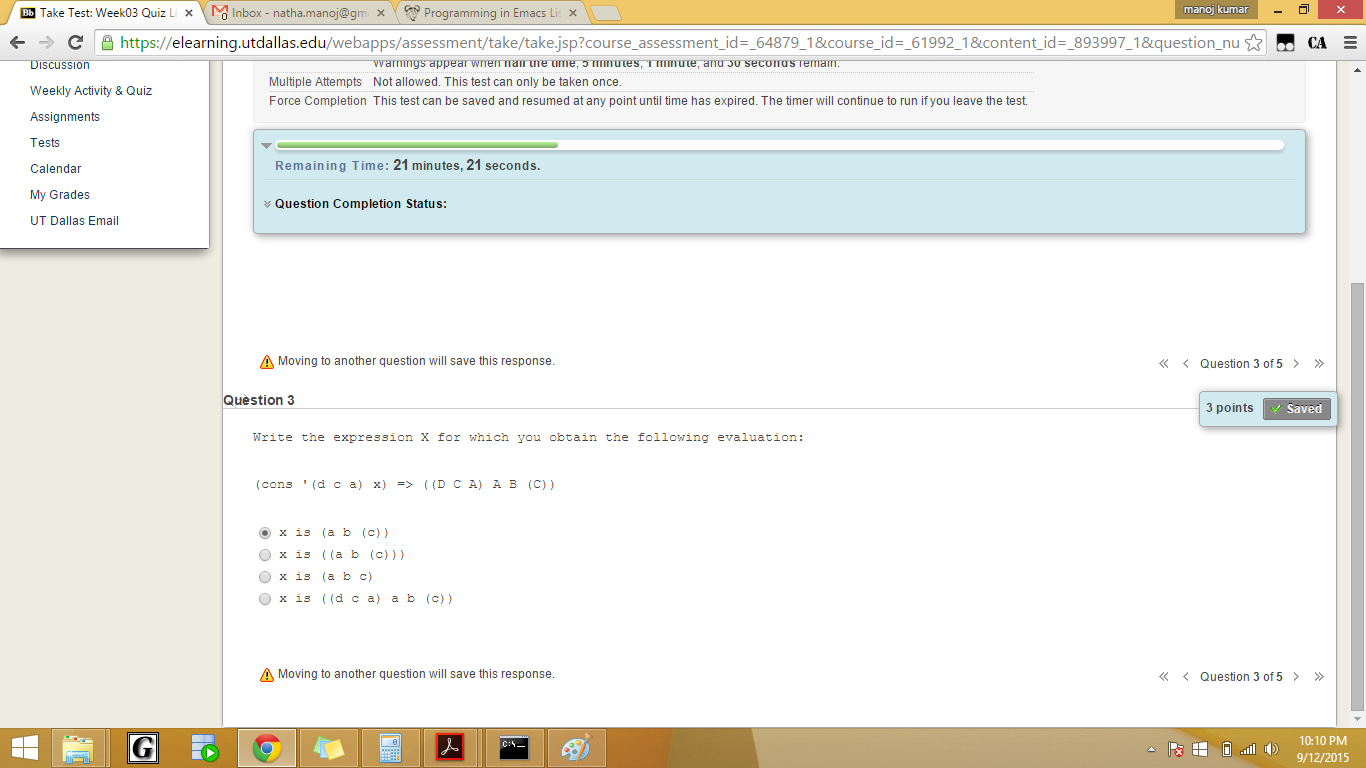 Take Test: Week03 Quiz Li
Inbox - natha.manoj@gm
Programming in Emacs Lis
manoj kumar
https://elearning.utdallas.edu/webapps/assessment/take/take.jsp?course_assessment_id=_64879_1&course_id=_61992_1&content_id=_893997_1&question_nu
CA
Discussion
Weekly Activity & Quiz
Assignments
Tests
Calendar
My Grades
UT Dallas Email
Warnings appear when half the time, 5 minutes, 1 minute, and 30 seconds remain.
Multiple Attempts Not allowed. This test can only be taken once.
Force Completion This test can be saved and resumed at any point until time has expired. The timer will continue to run if you leave the test.
Remaining Time: 21 minutes, 21 seconds.
Question Completion Status:
Moving to another question will save this response.
Question 3 of 5
Question 3
3 points
Saved
Write the expression X for which you obtain the following evaluation:
(cons '(d c a) x) => ((D C A) A B (C))
x is (a b (c))
x is ((a b (c)))
x is (a b c)
x is ((d c a) a b (c))
Moving to another question will save this response.
Question 3 of 5
10:10 PM
9/12/2015